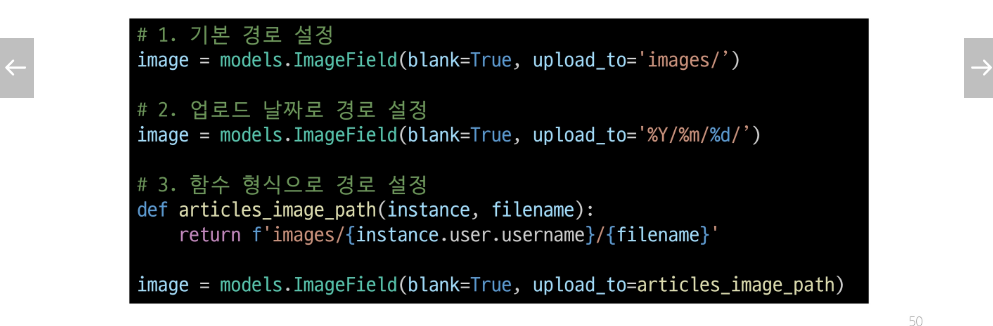 # 1. 기본 경로 설정
image = models.ImageField(blank=True, upload_to='images/’)
# 2. 업로드 날짜로 경로 설정
image = models.ImageField(blank=True, upload_to='%Y/%m/%d/’)
# 3. 함수 형식으로 경로 설정
def articles_image_path(instance, filename):
    return f'images/{instance.user.username}/{filename}'
image = models.ImageField(blank=True, upload_to=articles_image_path)
50